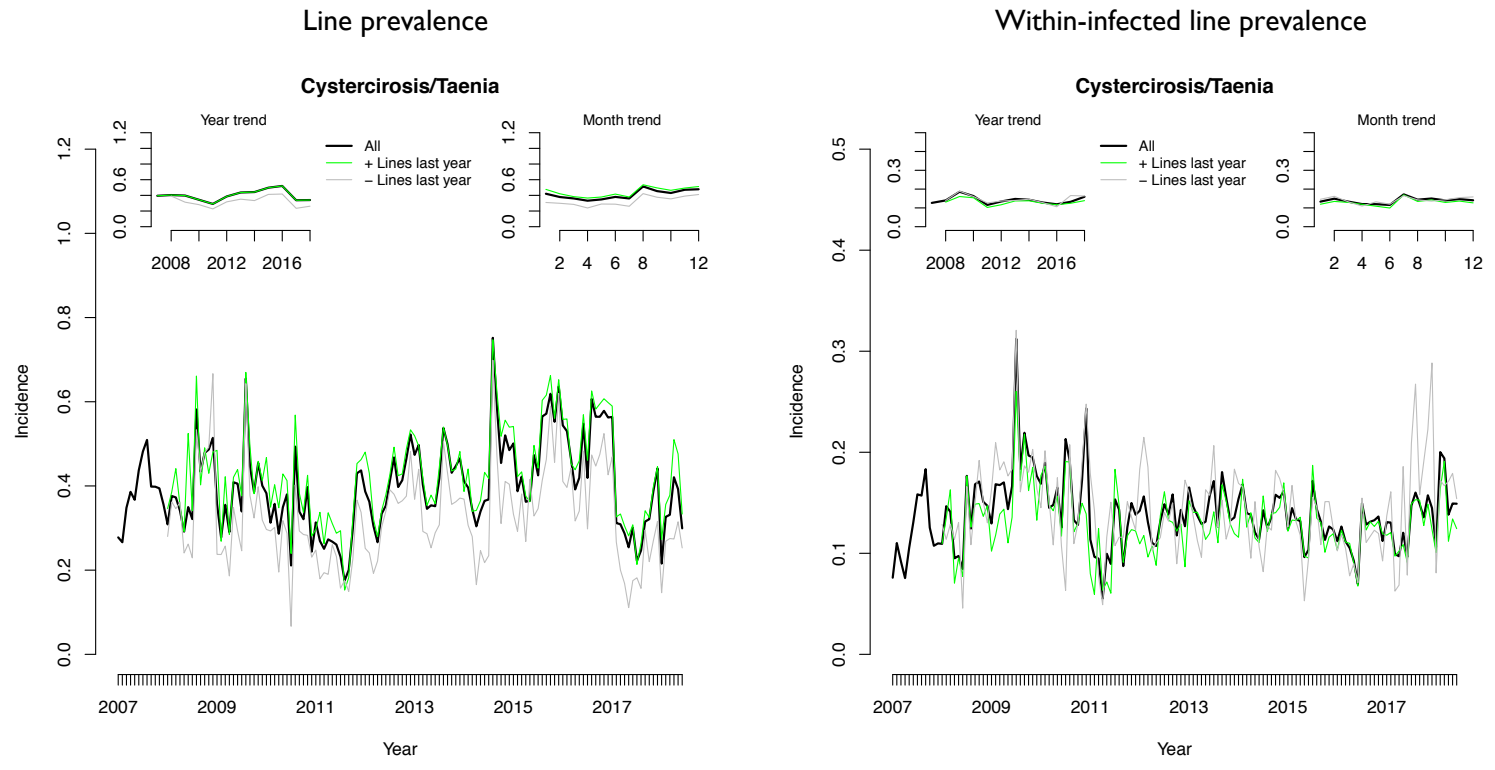 Line prevalence
Cystercirosis/Taenia
Year trend
Month trend
All
+ Lines last year
− Lines last year
0.0 0.6 1.2
2008 2012 2016
0.0 0.6 1.2
2 4 6 8 12
Incidence
0.0 0.2 0.4 0.6 0.8 1.0 1.2
2007 2009 2011 2013 2015 2017
Year
Within-infected line prevalence
Cystercirosis/Taenia
Year trend
Month trend
All
+ Lines last year
− Lines last year
0.0 0.3
2008 2012 2016
0.0 0.3
2 4 6 8 12
Incidence
0.0 0.1 0.2 0.3 0.4 0.5
2007 2009 2011 2013 2015 2017
Year